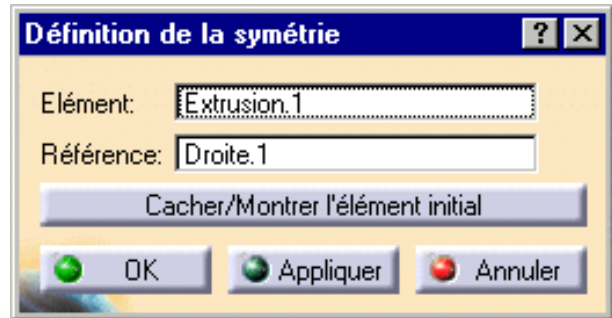 Définition de la symétrie ? X
Elément: Extrusion.1
Référence: Droite.1
Cacher/Montrer l'élément initial
OK Appliquer Annuler